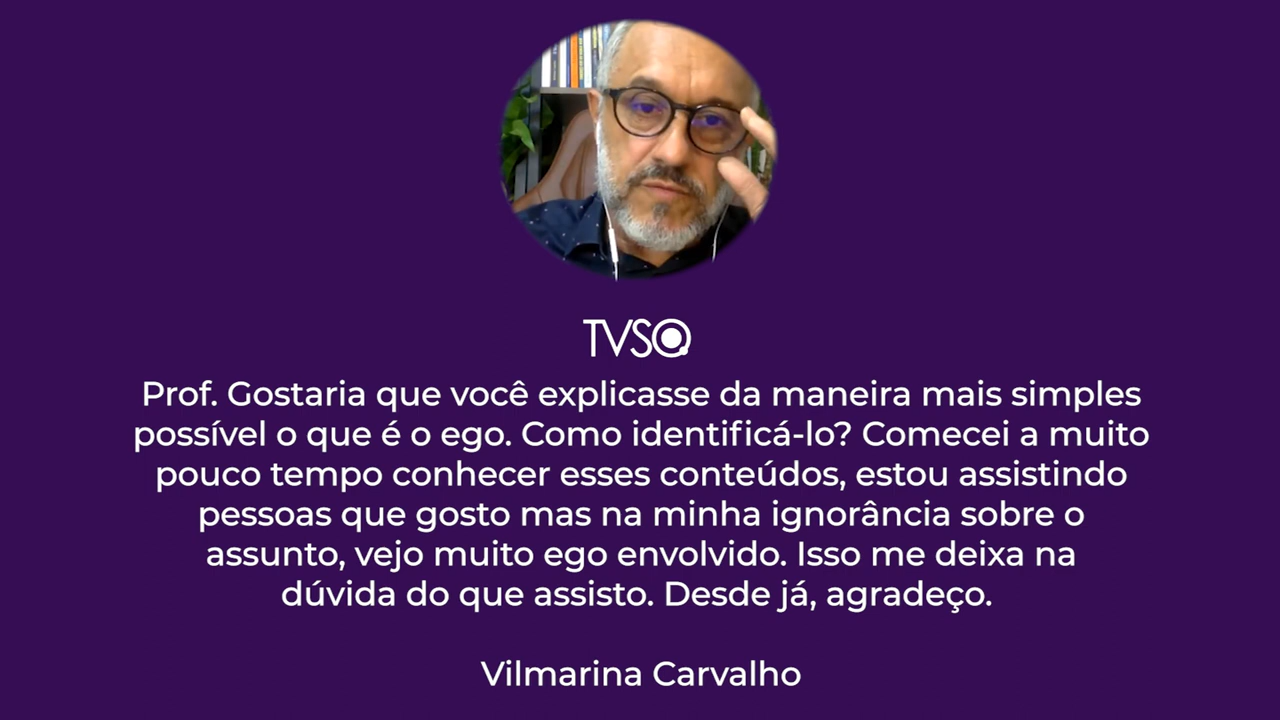 TVSQ
Prof. Gostaria que você explicasse da maneira mais simples
possível o que é o ego. Como identificá-lo? Comecei a muito
pouco tempo conhecer esses conteúdos, estou assistindo
pessoas que gosto mas na minha ignorância sobre o
assunto, vejo muito ego envolvido. Isso me deixa na
dúvida do que assisto. Desde já, agradeço.
Vilmarina Carvalho